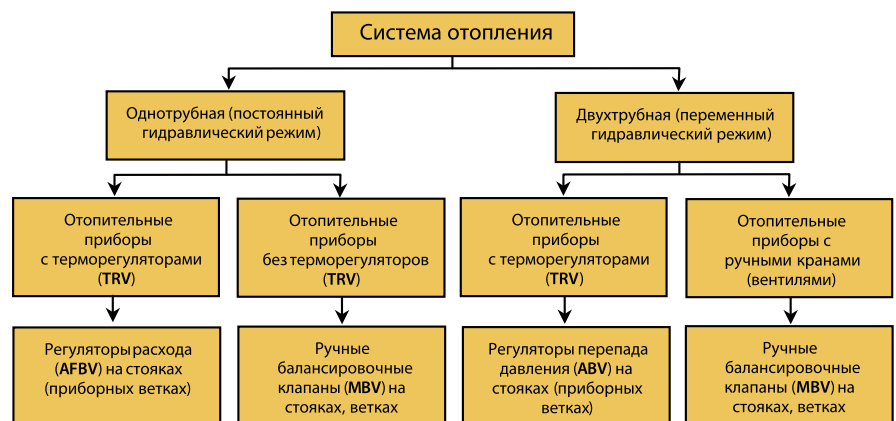 Система отопления
Однотрубная (постоянный
гидравлический режим)
Двухтрубная (переменный
гидравлический режим)
Отопительные
приборы
с терморегуляторами
(TRV)
Отопительные
приборы
без терморегуляторов
(TRV)
Отопительные
приборы
с терморегуляторами
(TRV)
Отопительные
приборы с
ручными кранами
(вентилями)
Регуляторы расхода
(AFBV) на стояках
(приборных ветках)
Ручные
балансировочные
клапаны (MBV) на
стояках, ветках
Регуляторы перепада
давления (ABV) на
стояках (приборных
ветках)
Ручные
балансировочные
клапаны (MBV) на
стояках, ветках